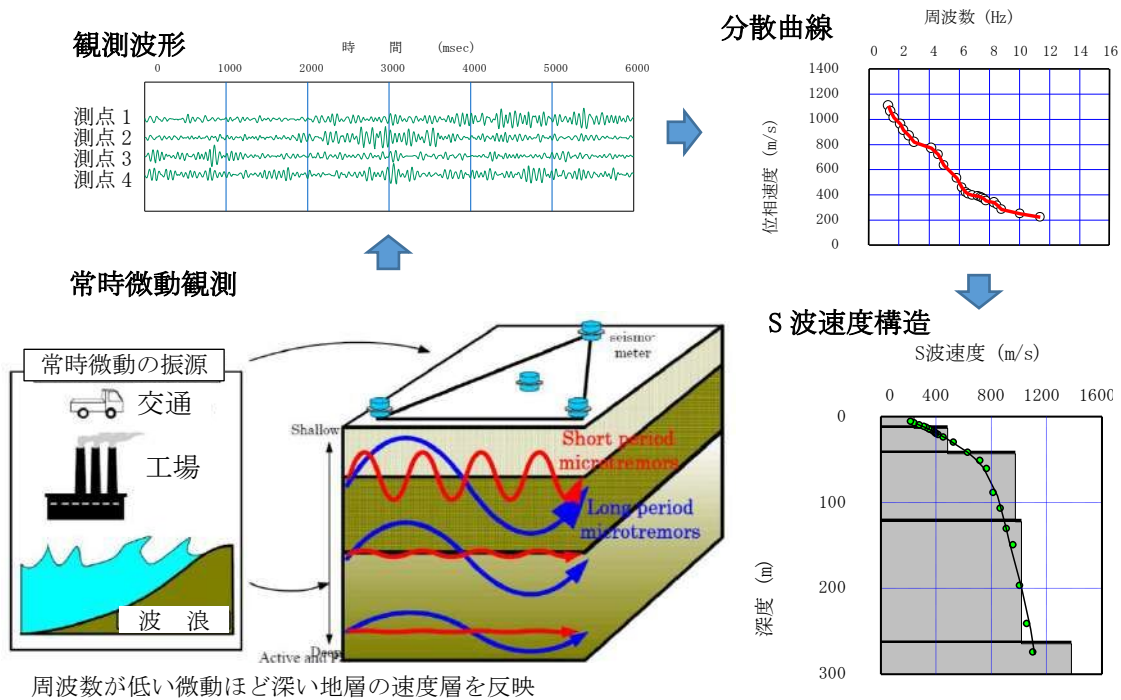 観測波形
時 間 (msec)
0 1000 2000 3000 4000 5000 6000
測点 1
測点 2
測点 3
測点 4
分散曲線
周波数 (Hz)
0 2 4 6 8 10 12 14 16
1400
1200
1000
800
600
400
200
0
位相速度 (m/s)
常時微動観測
常時微動の振源
交通
工場
波 浪
seismo-
meter
Shallow
Short period
microtremors
Long period
microtremors
Deep
Active and P
周波数が低い微動ほど深い地層の速度層を反映
S 波速度構造
S波速度 (m/s)
0 400 800 1200 1600
0
100
200
300
深度 (m)